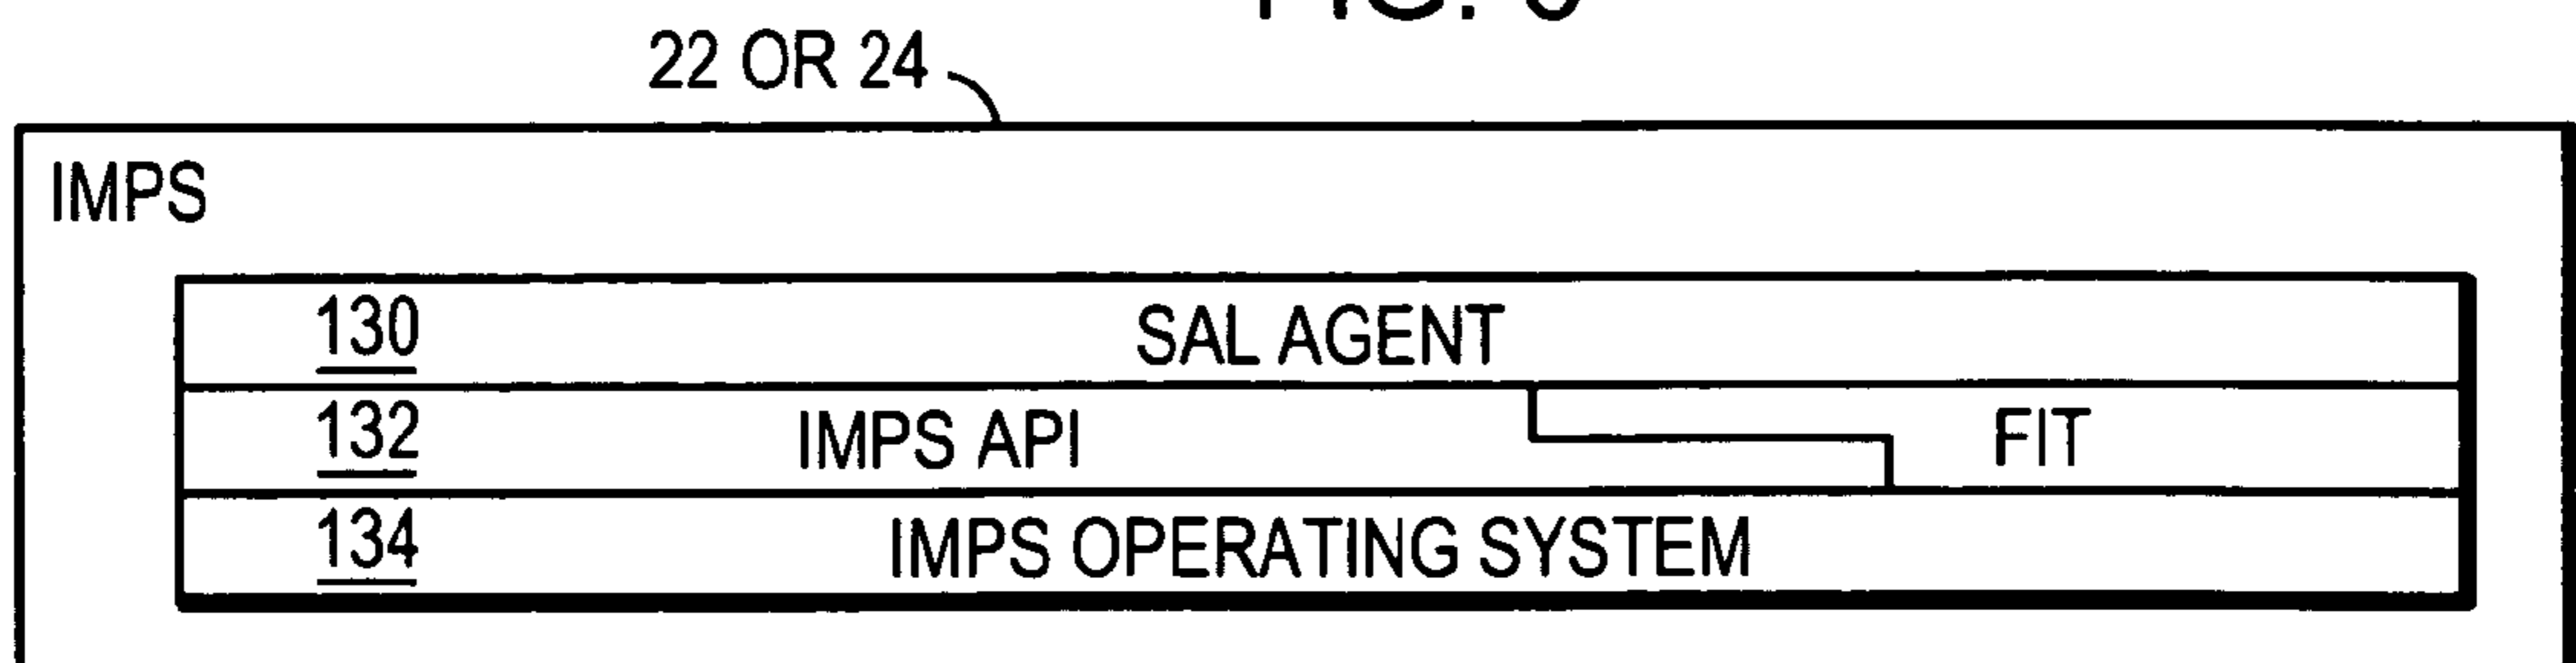 22 OR 24
IMPS
130 SAL AGENT
132 IMPS API FIT
134 IMPS OPERATING SYSTEM